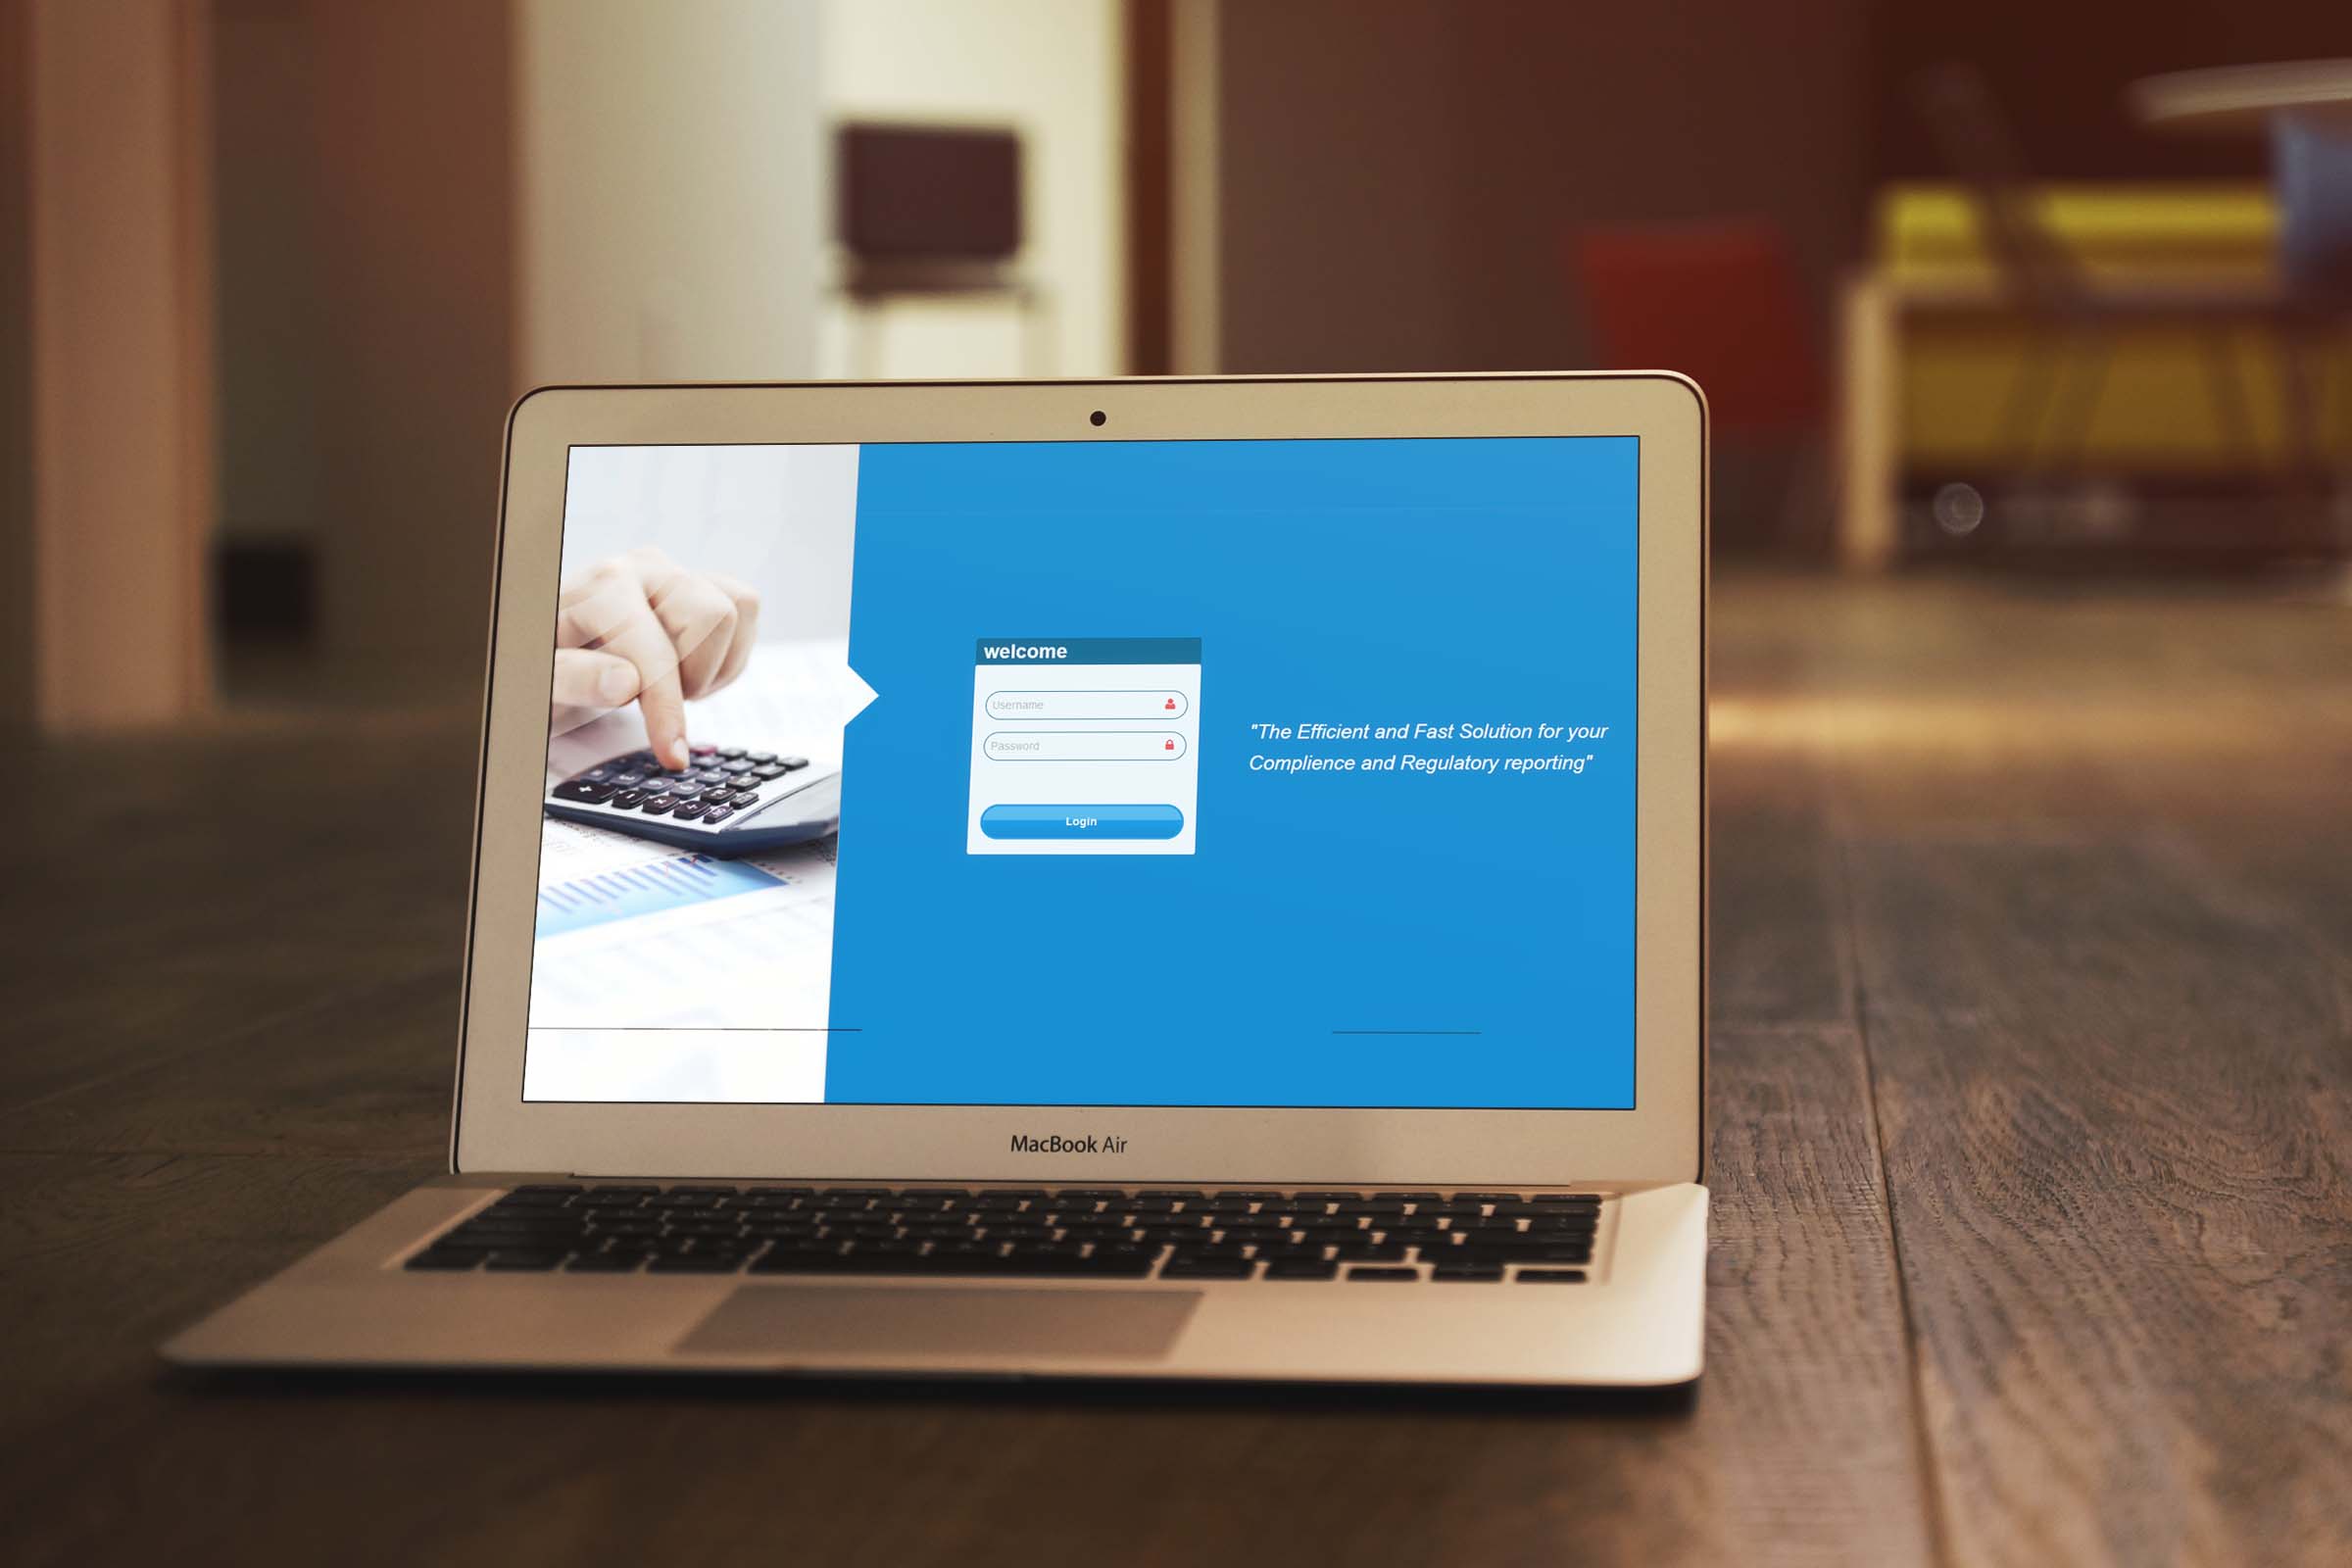 welcome
Username
Password
Login
"The Efficient and Fast Solution for your
Complience and Regulatory reporting"
MacBook Air